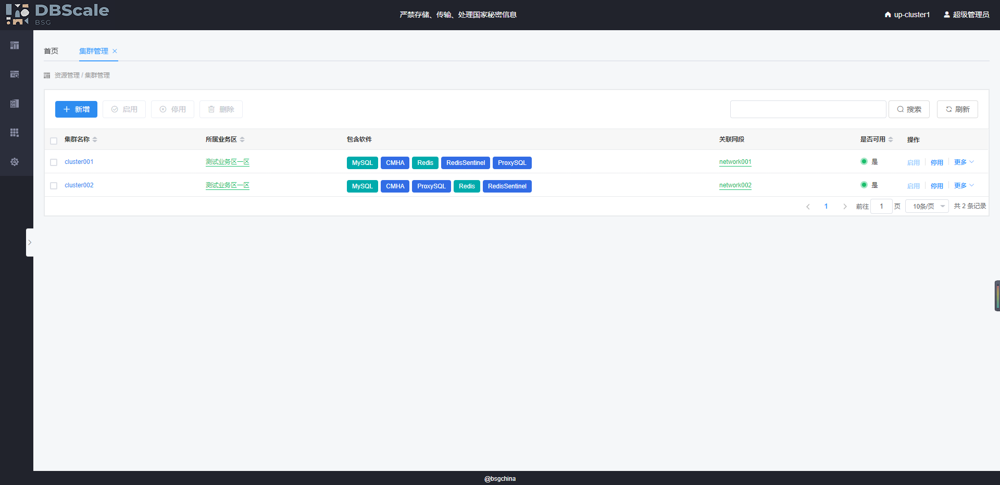 DBScale
BSG
严禁存储、传输、处理国家秘密信息
up-cluster1 超级管理员
首页 集群管理
资源管理 / 集群管理
新增 启用 停用 删除 搜索 刷新
集群名称 所属业务区 包含软件 关联网段 是否可用 操作
cluster001 测试业务区一区 MySQL CMHA Redis RedisSentinel ProxySQL network001 是 启用 停用 更多
cluster002 测试业务区一区 MySQL CMHA ProxySQL Redis RedisSentinel network002 是 启用 停用 更多
1 前往 1 页 10条/页 共 2 条记录
@bsgchina